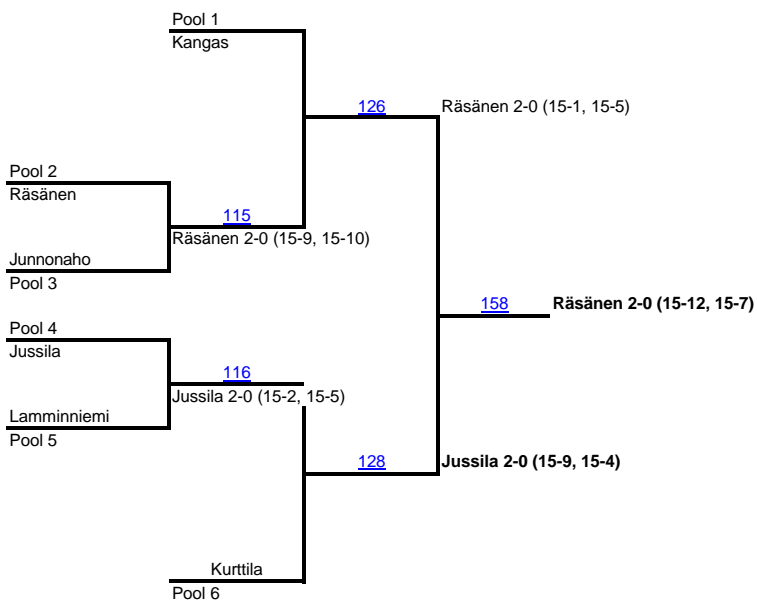 Pool 1
Kangas
126
Räsänen 2-0 (15-1, 15-5)
Pool 2
Räsänen
115
Räsänen 2-0 (15-9, 15-10)
Junnonaho
Pool 3
158
Räsänen 2-0 (15-12, 15-7)
Pool 4
Jussila
116
Jussila 2-0 (15-2, 15-5)
Lamminniemi
Pool 5
128
Jussila 2-0 (15-9, 15-4)
Kurttila
Pool 6